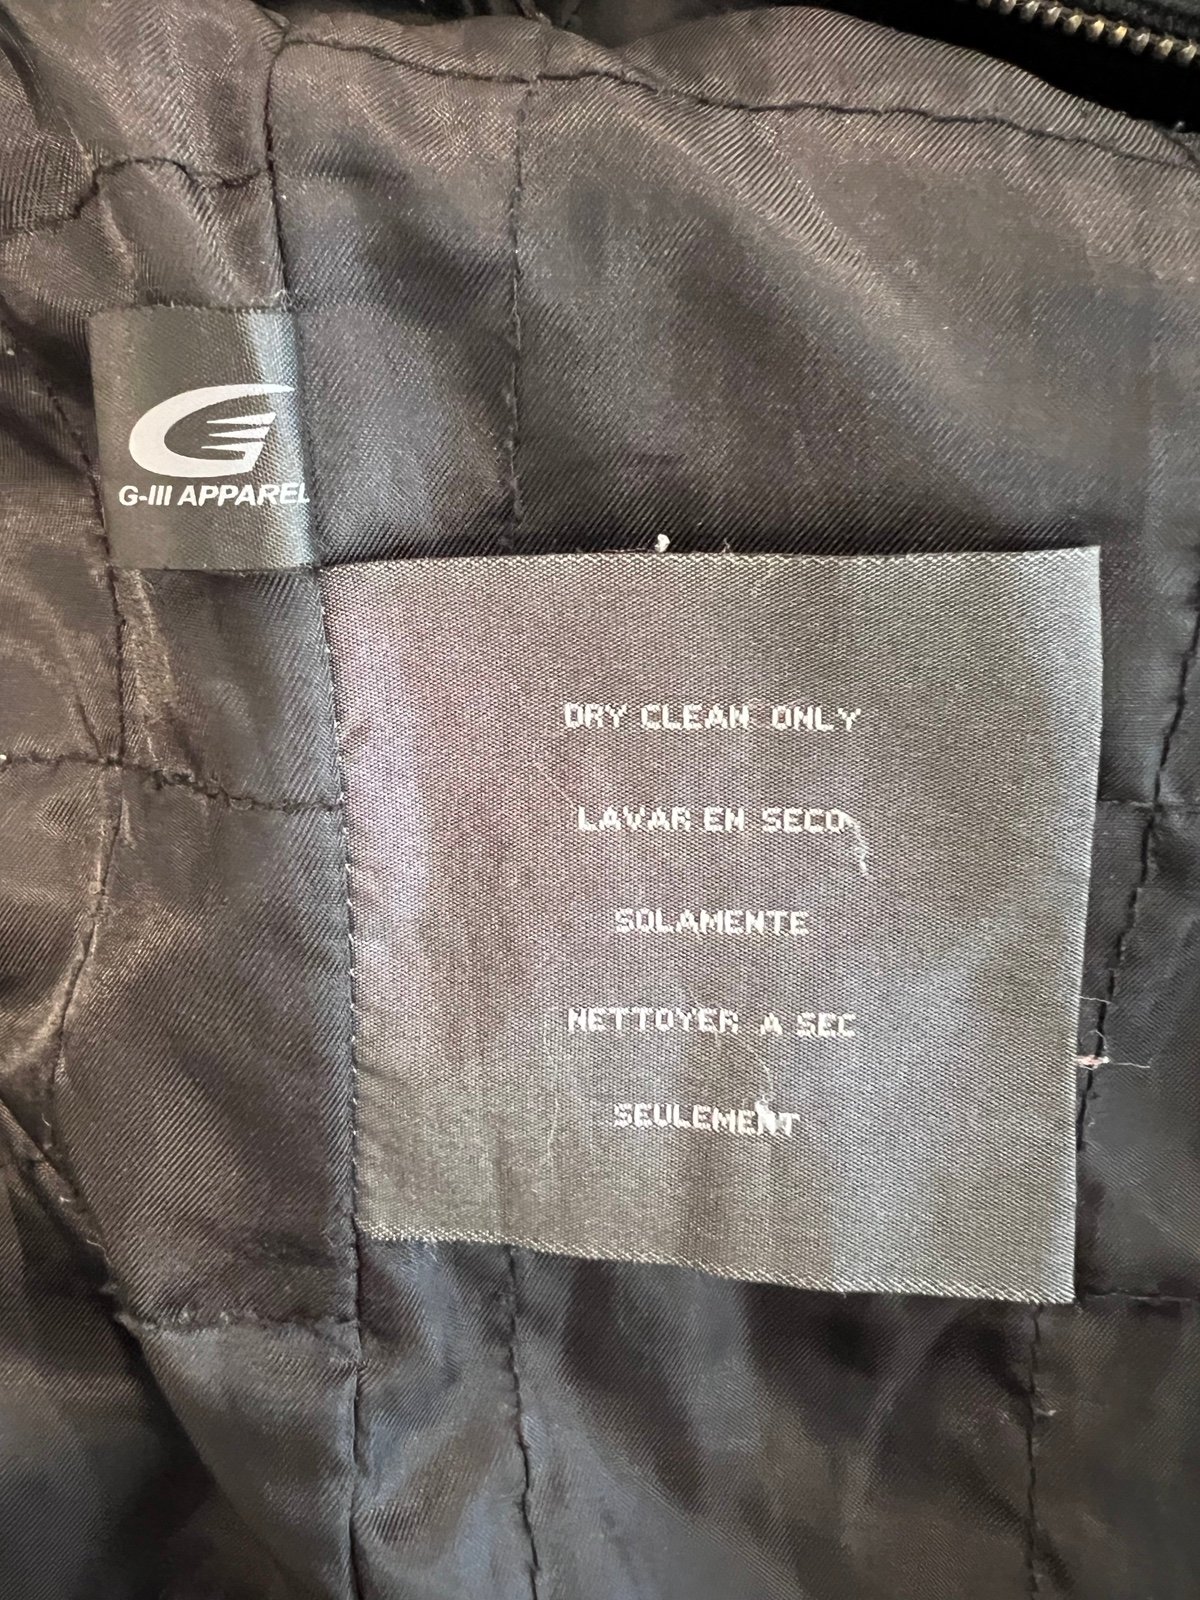 G-III APPAREL
DRY CLEAN ONLY
LAVAR EN SECO
SOLAMENTE
NETTOYER A SEC
SEULEMENT